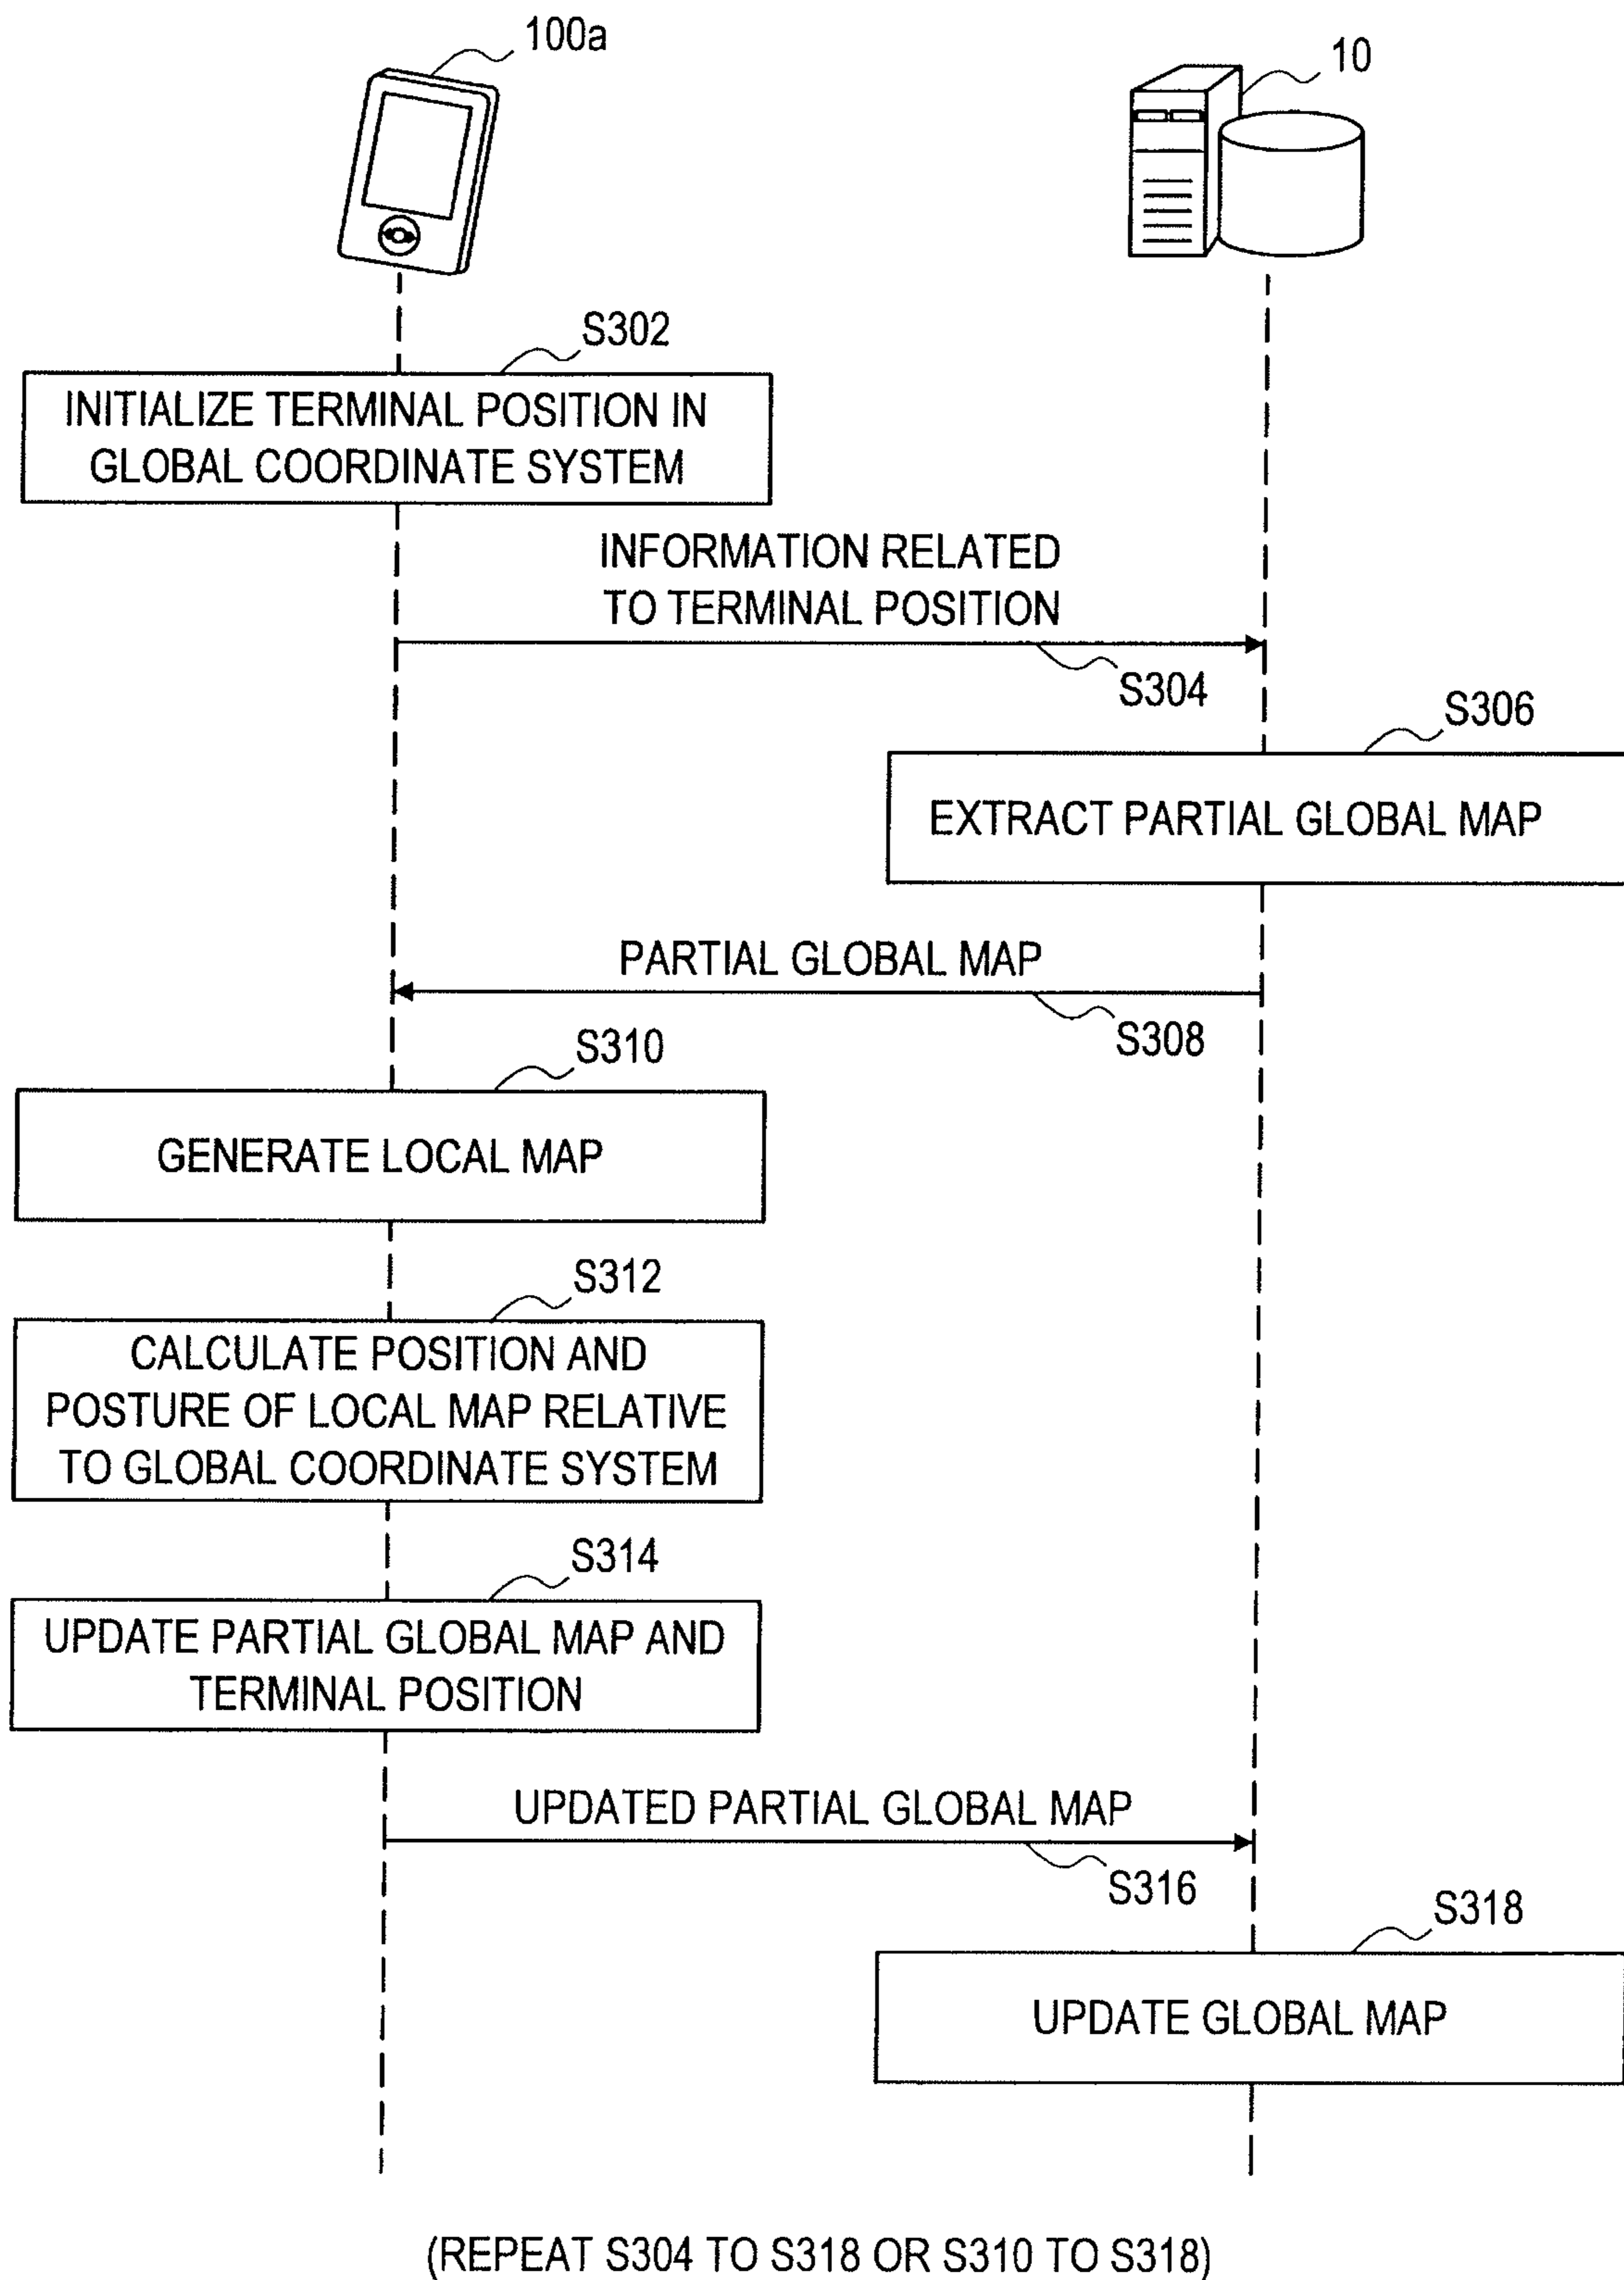 100a
10
S302
INITIALIZE TERMINAL POSITION IN
GLOBAL COORDINATE SYSTEM
INFORMATION RELATED
TO TERMINAL POSITION
S304
S306
EXTRACT PARTIAL GLOBAL MAP
PARTIAL GLOBAL MAP
S308
S310
GENERATE LOCAL MAP
S312
CALCULATE POSITION AND
POSTURE OF LOCAL MAP RELATIVE
TO GLOBAL COORDINATE SYSTEM
S314
UPDATE PARTIAL GLOBAL MAP AND
TERMINAL POSITION
UPDATED PARTIAL GLOBAL MAP
S316
S318
UPDATE GLOBAL MAP
(REPEAT S304 TO S318 OR S310 TO S318)